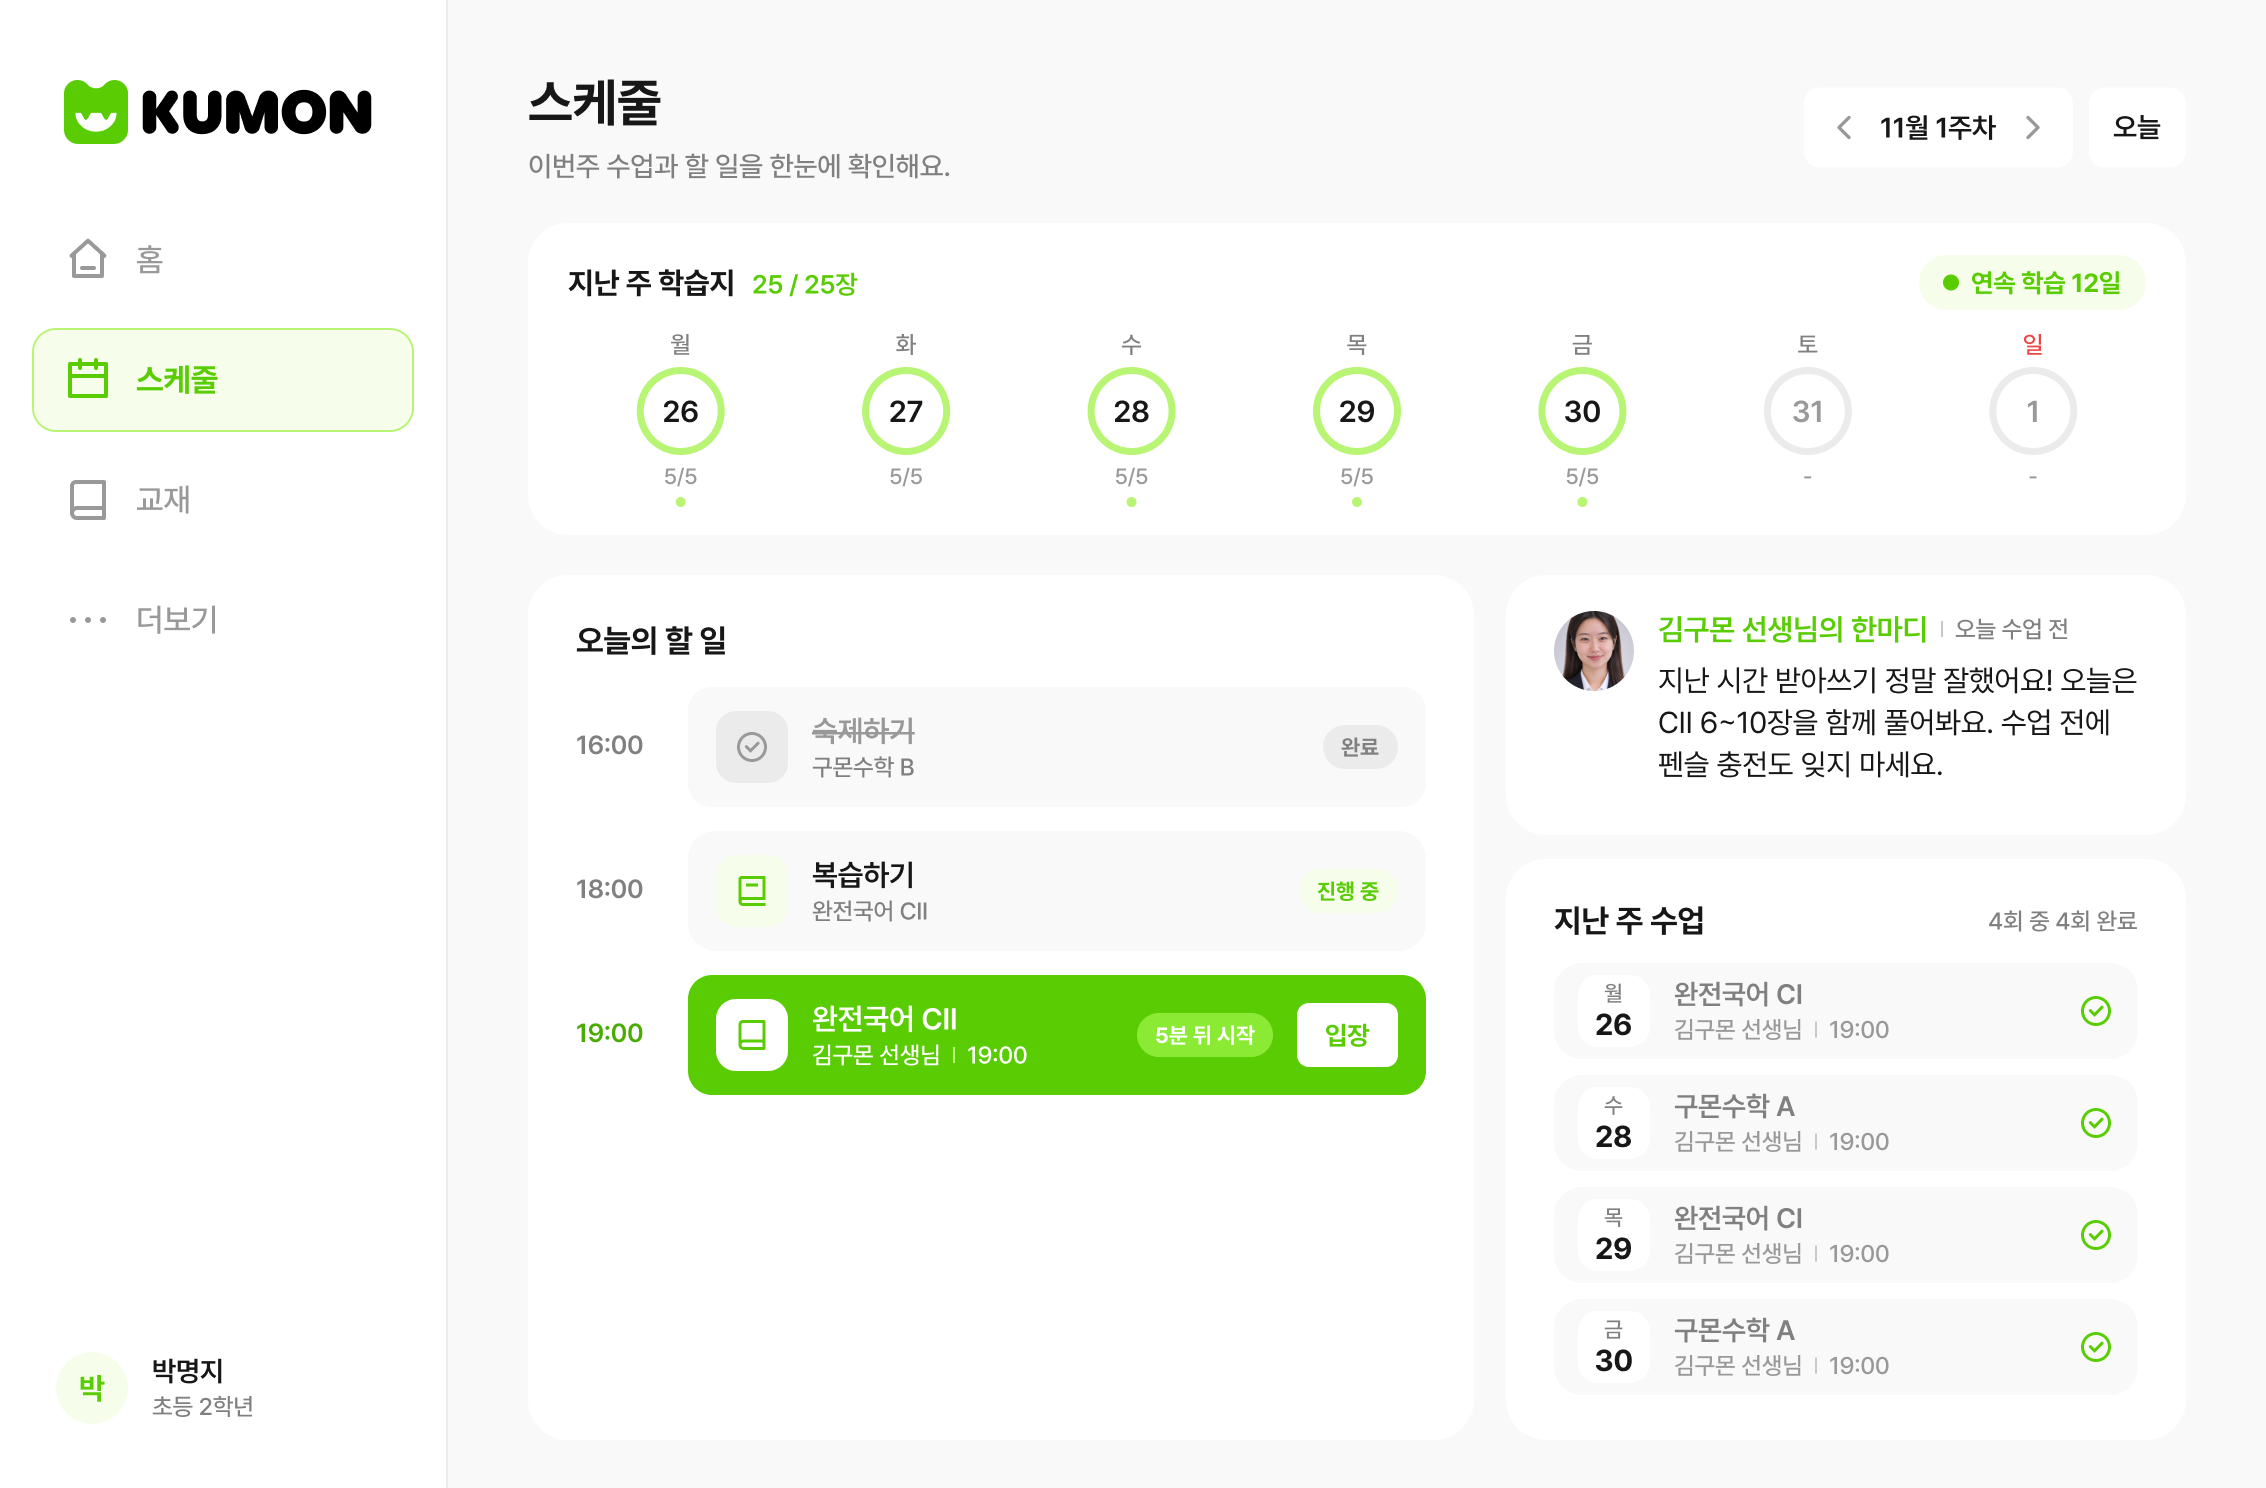 KUMON
홈
스케줄
교재
더보기
박
박명지
초등 2학년
스케줄
이번주 수업과 할 일을 한눈에 확인해요.
11월 1주차
오늘
지난 주 학습지 25 / 25장
연속 학습 12일
월 화 수 목 금 토 일
26 27 28 29 30 31 1
5/5 5/5 5/5 5/5 5/5 - -
오늘의 할 일
16:00
숙제하기
구몬수학 B
완료
18:00
복습하기
완전국어 CII
진행 중
19:00
완전국어 CII
김구몬 선생님 | 19:00
5분 뒤 시작
입장
김구몬 선생님의 한마디 | 오늘 수업 전
지난 시간 받아쓰기 정말 잘했어요! 오늘은
CII 6~10장을 함께 풀어봐요. 수업 전에
펜슬 충전도 잊지 마세요.
지난 주 수업
4회 중 4회 완료
월
26
완전국어 CI
김구몬 선생님 | 19:00
수
28
구몬수학 A
김구몬 선생님 | 19:00
목
29
완전국어 CI
김구몬 선생님 | 19:00
금
30
구몬수학 A
김구몬 선생님 | 19:00